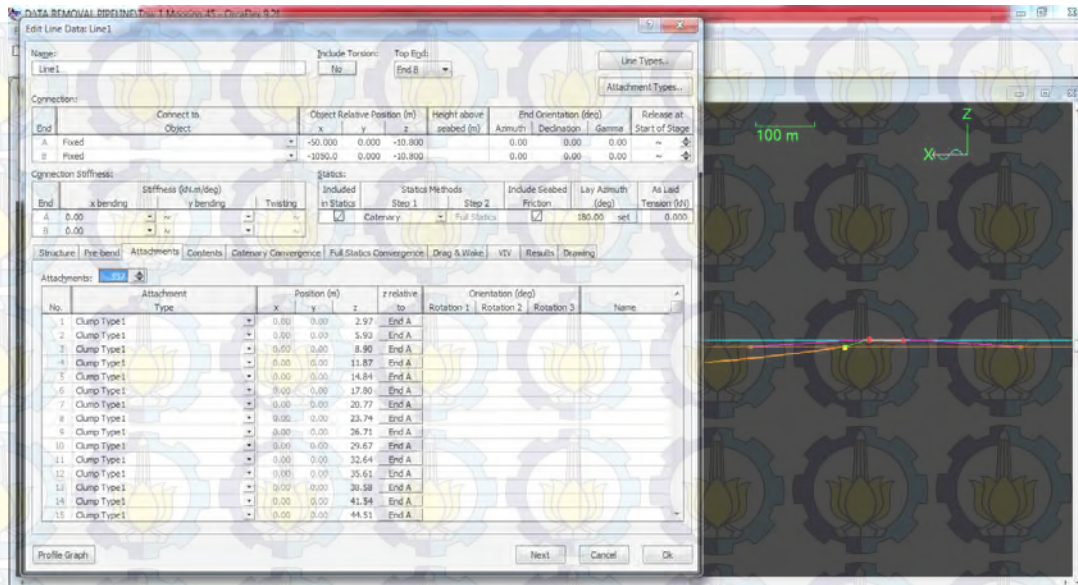 DATA REMOVAL PIPELINE\Tow 1 Mooring 45 - OrcaFlex 9.2f
Edit Line Data: Line1
Name:
Include Torsion:
Top End:
Line1
No
End B
Line Types...
Attachment Types...
Connection:
Connect to Object Relative Position (m) Height above End Orientation (deg) Release at
End Object x y z seabed (m) Azimuth Declination Gamma Start of Stage
A Fixed -50.000 0.000 -10.800 0.00 0.00 0.00 ~
B Fixed -1050.0 0.000 -10.800 0.00 0.00 0.00 ~
Connection Stiffness:
Statics:
Stiffness (kN.m/deg) Included Statics Methods Include Seabed Lay Azimuth As Laid
End x bending y bending Twisting in Statics Step 1 Step 2 Friction (deg) Tension (kN)
A 0.00 ~ ~ Catenary Full Statics 180.00 set 0.000
B 0.00 ~ ~
Structure Pre-bend Attachments Contents Catenary Convergence Full Statics Convergence Drag & Wake VIV Results Drawing
Attachments:
Attachment Position (m) z relative Orientation (deg)
No. Type x y z to Rotation 1 Rotation 2 Rotation 3 Name
1 Clump Type1 0.00 0.00 2.97 End A
2 Clump Type1 0.00 0.00 5.93 End A
3 Clump Type1 0.00 0.00 8.90 End A
4 Clump Type1 0.00 0.00 11.87 End A
5 Clump Type1 0.00 0.00 14.84 End A
6 Clump Type1 0.00 0.00 17.80 End A
7 Clump Type1 0.00 0.00 20.77 End A
8 Clump Type1 0.00 0.00 23.74 End A
9 Clump Type1 0.00 0.00 26.71 End A
10 Clump Type1 0.00 0.00 29.67 End A
11 Clump Type1 0.00 0.00 32.64 End A
12 Clump Type1 0.00 0.00 35.61 End A
13 Clump Type1 0.00 0.00 38.58 End A
14 Clump Type1 0.00 0.00 41.54 End A
15 Clump Type1 0.00 0.00 44.51 End A
Profile Graph
Next
Cancel
Ok
100 m
Z
X